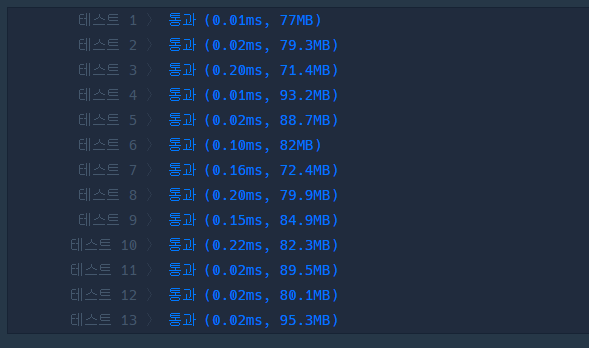 테스트 1 〉 통과 (0.01ms, 77MB)
테스트 2 〉 통과 (0.02ms, 79.3MB)
테스트 3 〉 통과 (0.20ms, 71.4MB)
테스트 4 〉 통과 (0.01ms, 93.2MB)
테스트 5 〉 통과 (0.02ms, 88.7MB)
테스트 6 〉 통과 (0.10ms, 82MB)
테스트 7 〉 통과 (0.16ms, 72.4MB)
테스트 8 〉 통과 (0.20ms, 79.9MB)
테스트 9 〉 통과 (0.15ms, 84.9MB)
테스트 10 〉 통과 (0.22ms, 82.3MB)
테스트 11 〉 통과 (0.02ms, 89.5MB)
테스트 12 〉 통과 (0.02ms, 80.1MB)
테스트 13 〉 통과 (0.02ms, 95.3MB)